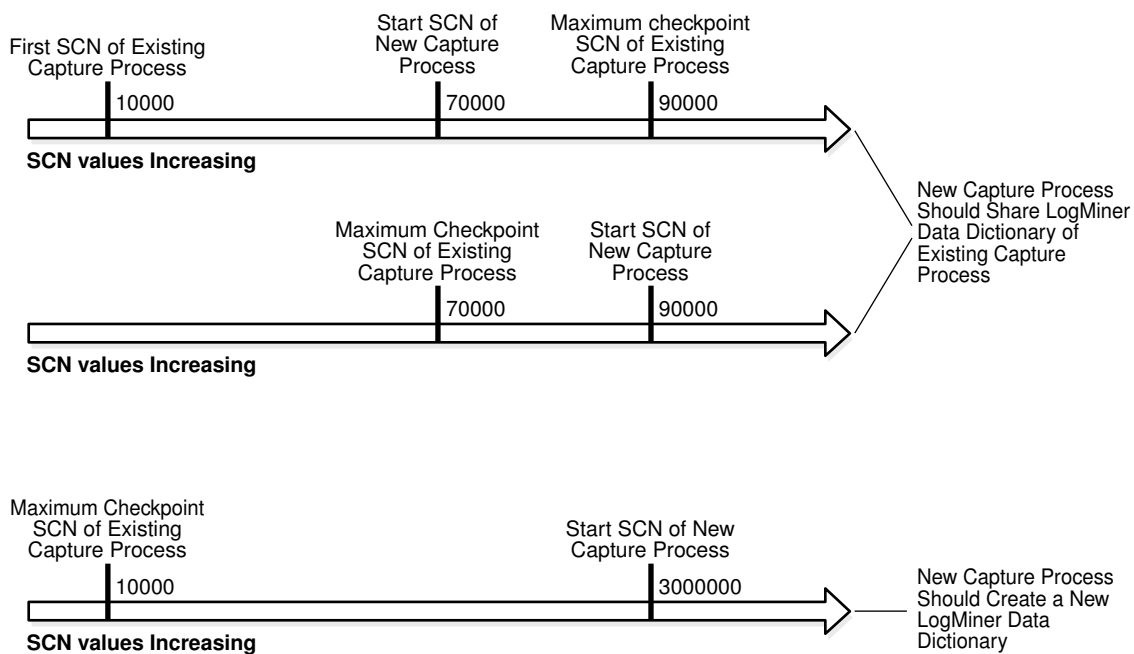 First SCN of Existing
Capture Process
10000
Start SCN of
New Capture
Process
70000
Maximum checkpoint
SCN of Existing
Capture Process
90000
SCN values Increasing
Maximum Checkpoint
SCN of Existing
Capture Process
70000
Start SCN of
New Capture
Process
90000
SCN values Increasing
New Capture Process
Should Share LogMiner
Data Dictionary of
Existing Capture
Process
Maximum Checkpoint
SCN of Existing
Capture Process
10000
Start SCN of New
Capture Process
3000000
SCN values Increasing
New Capture Process
Should Create a New
LogMiner Data
Dictionary